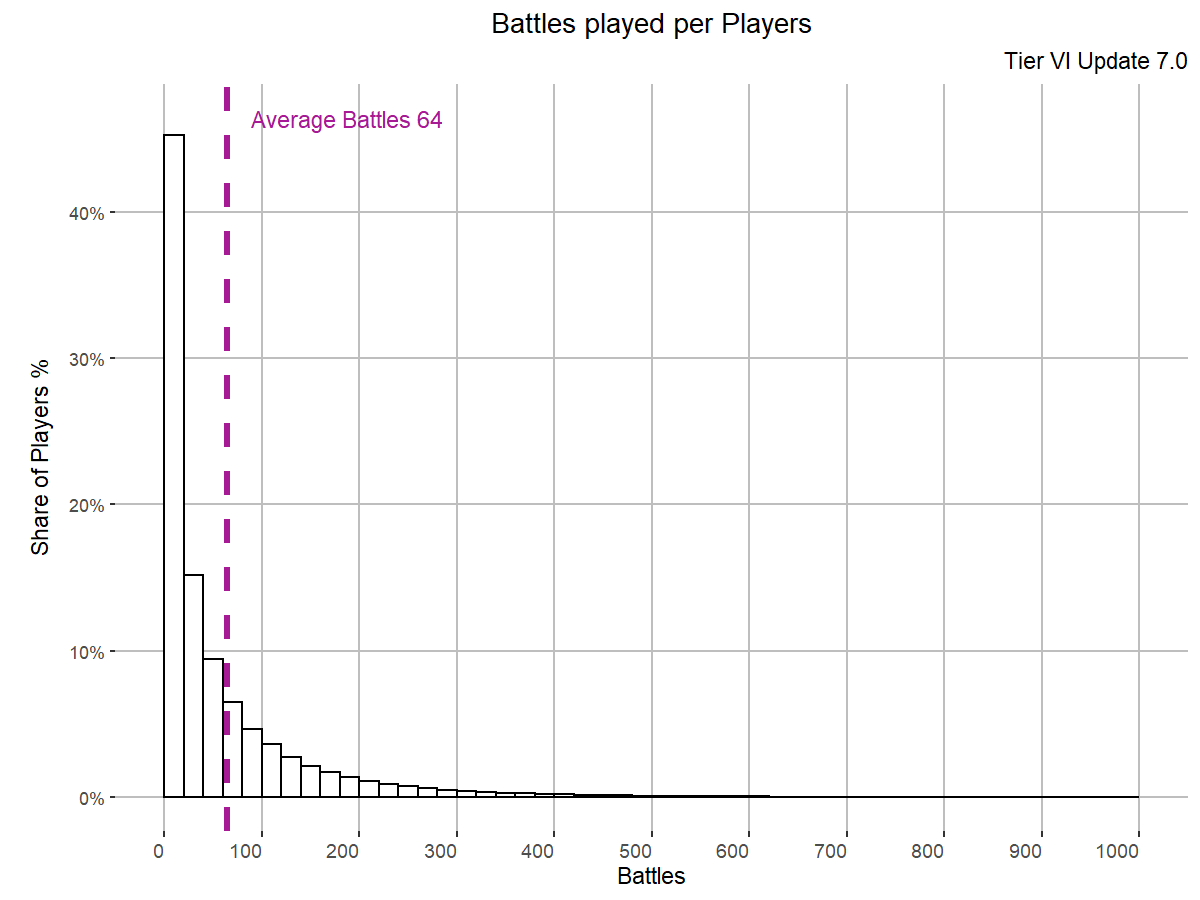 Battles played per Players
Tier VI Update 7.0
Average Battles 64
Share of Players %
40%
30%
20%
10%
0%
0 100 200 300 400 500 600 700 800 900 1000
Battles